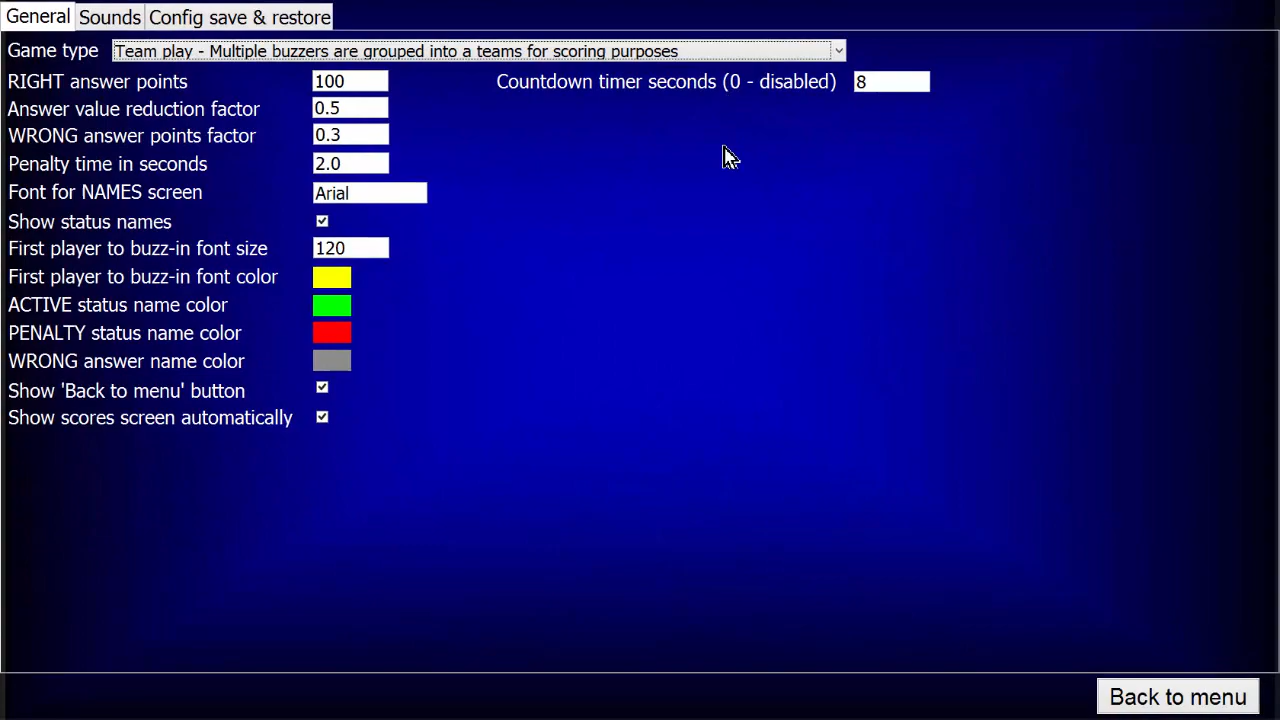 General Sounds Config save & restore
Game type Team play - Multiple buzzers are grouped into a teams for scoring purposes
RIGHT answer points 100 Countdown timer seconds (0 - disabled) 8
Answer value reduction factor 0.5
WRONG answer points factor 0.3
Penalty time in seconds 2.0
Font for NAMES screen Arial
Show status names
First player to buzz-in font size 120
First player to buzz-in font color
ACTIVE status name color
PENALTY status name color
WRONG answer name color
Show 'Back to menu' button
Show scores screen automatically
Back to menu